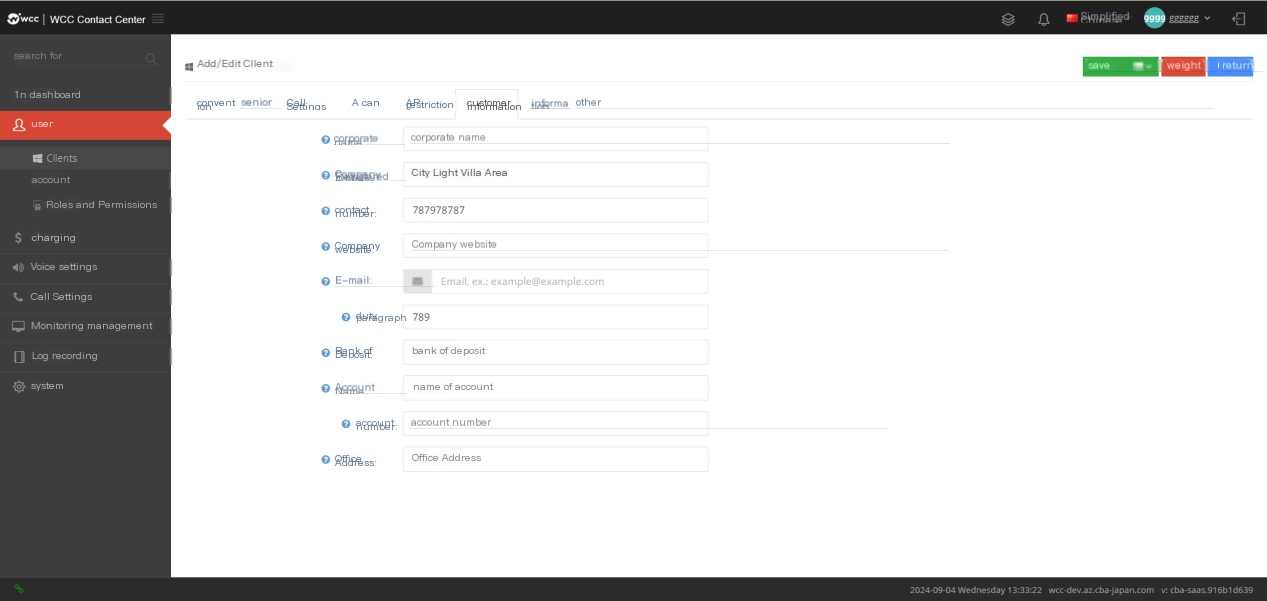 wcc | WCC Contact Center
Simplified
gggg gggggg
search for
Add/Edit Client
save
weight
return
1n dashboard
convent
ion
senior
Call
Settings
A can
AP
estriction
customer
information
informa
other
user
Clients
account
Roles and Permissions
charging
Voice settings
Call Settings
Monitoring management
Log recording
system
corporate
name
corporate name
Company
City Light Villa Area
contact
number:
787978787
Company
website:
Company website
E-mail:
Email, ex.: example@example.com
duty
paragraph
789
Bank of
Deposit:
bank of deposit
Account
Name
name of account
account
number:
account number
Office
Address:
Office Address
2024-09-04 Wednesday 13:33:22 wcc-dev.az.cba-japan.com v: cba-saas.916b1d639